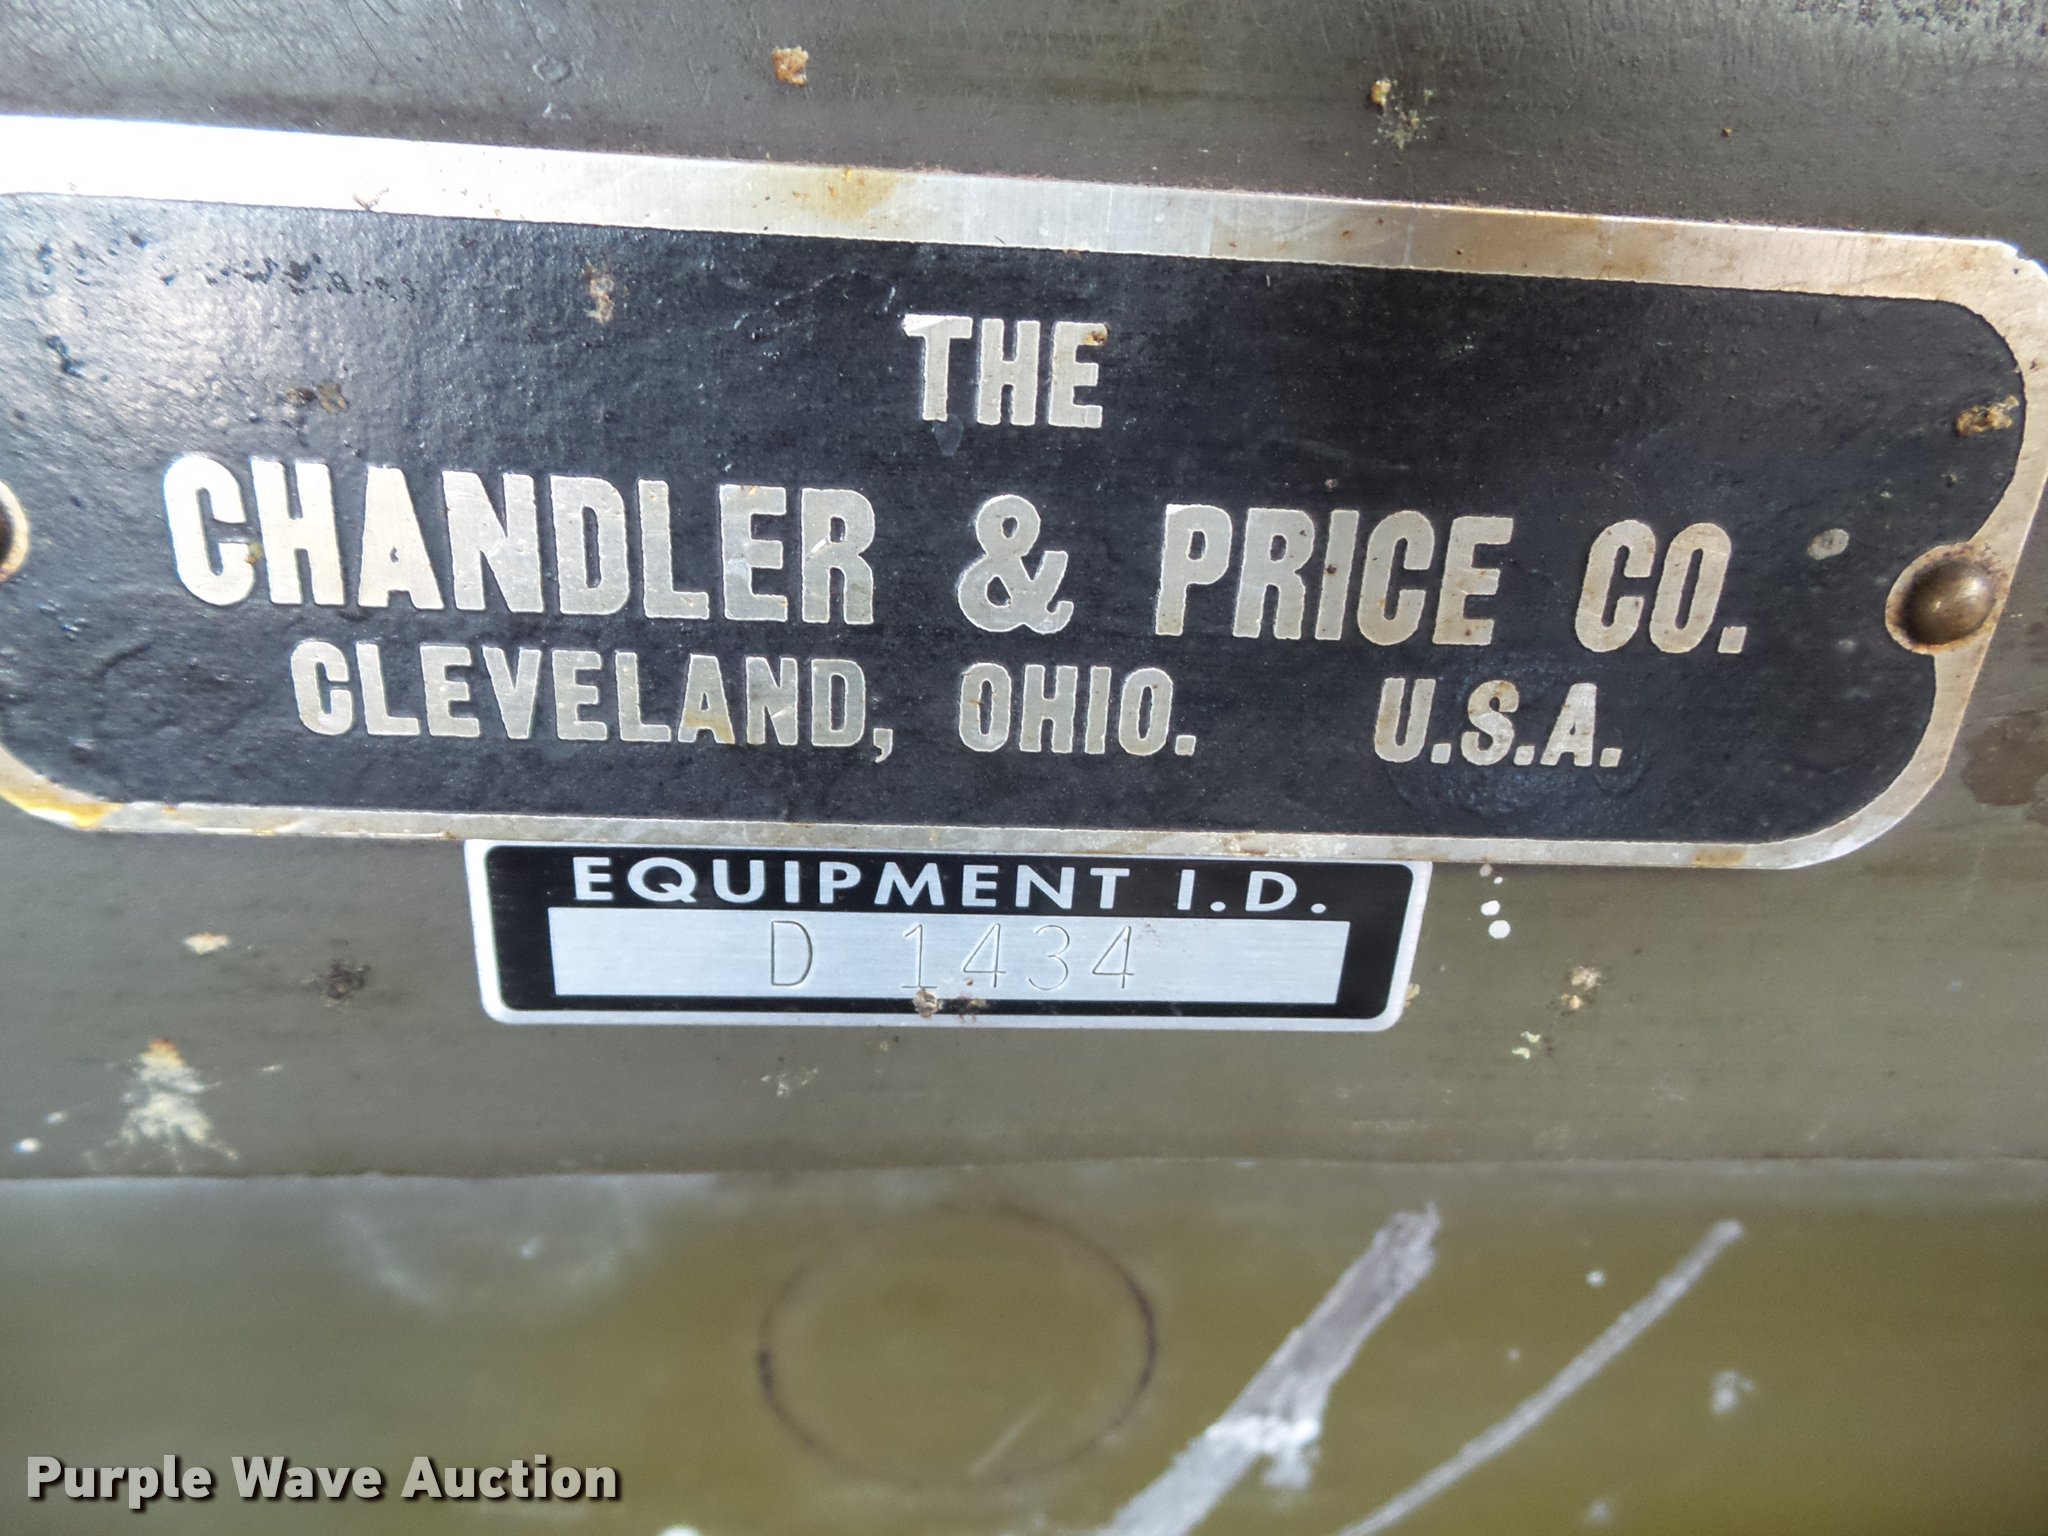 THE
CHANDLER & PRICE CO.
CLEVELAND, OHIO. U.S.A.
EQUIPMENT I.D.
D 1434
Purple Wave Auction